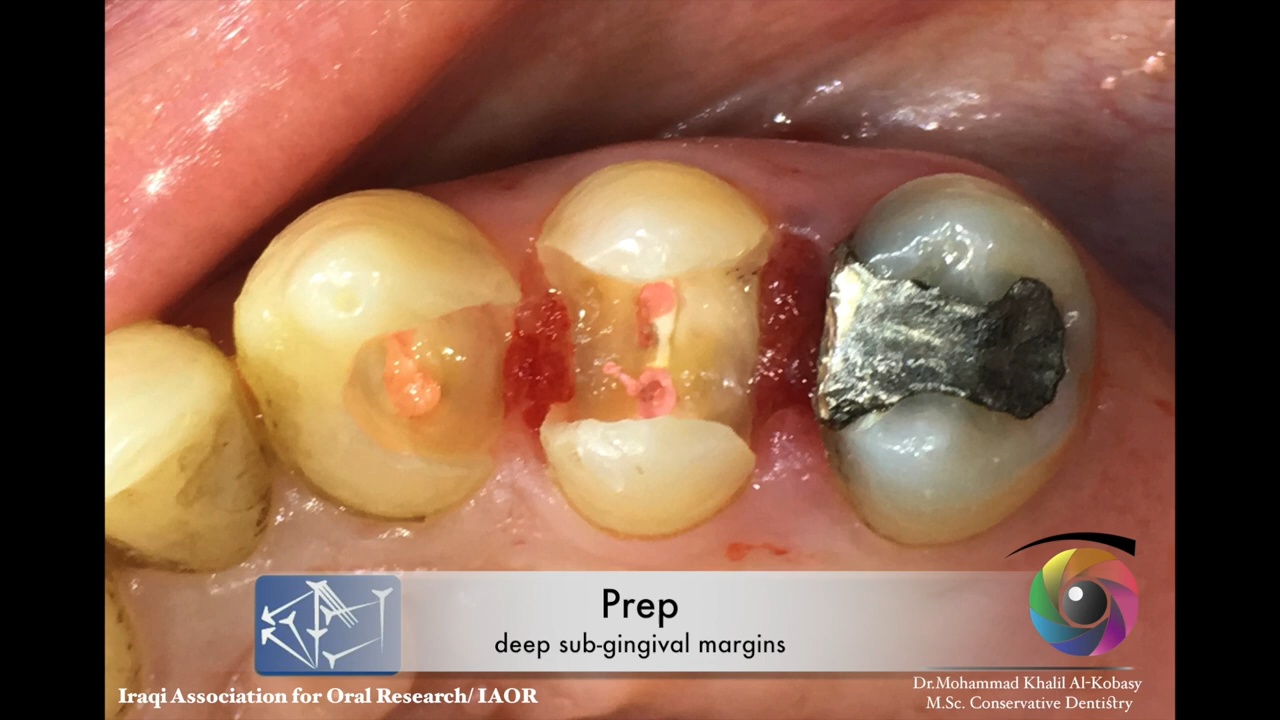 Prep
deep sub-gingival margins
Iraqi Association for Oral Research/ IAOR
Dr.Mohammad Khalil Al-Kobasy
M.Sc. Conservative Dentistry